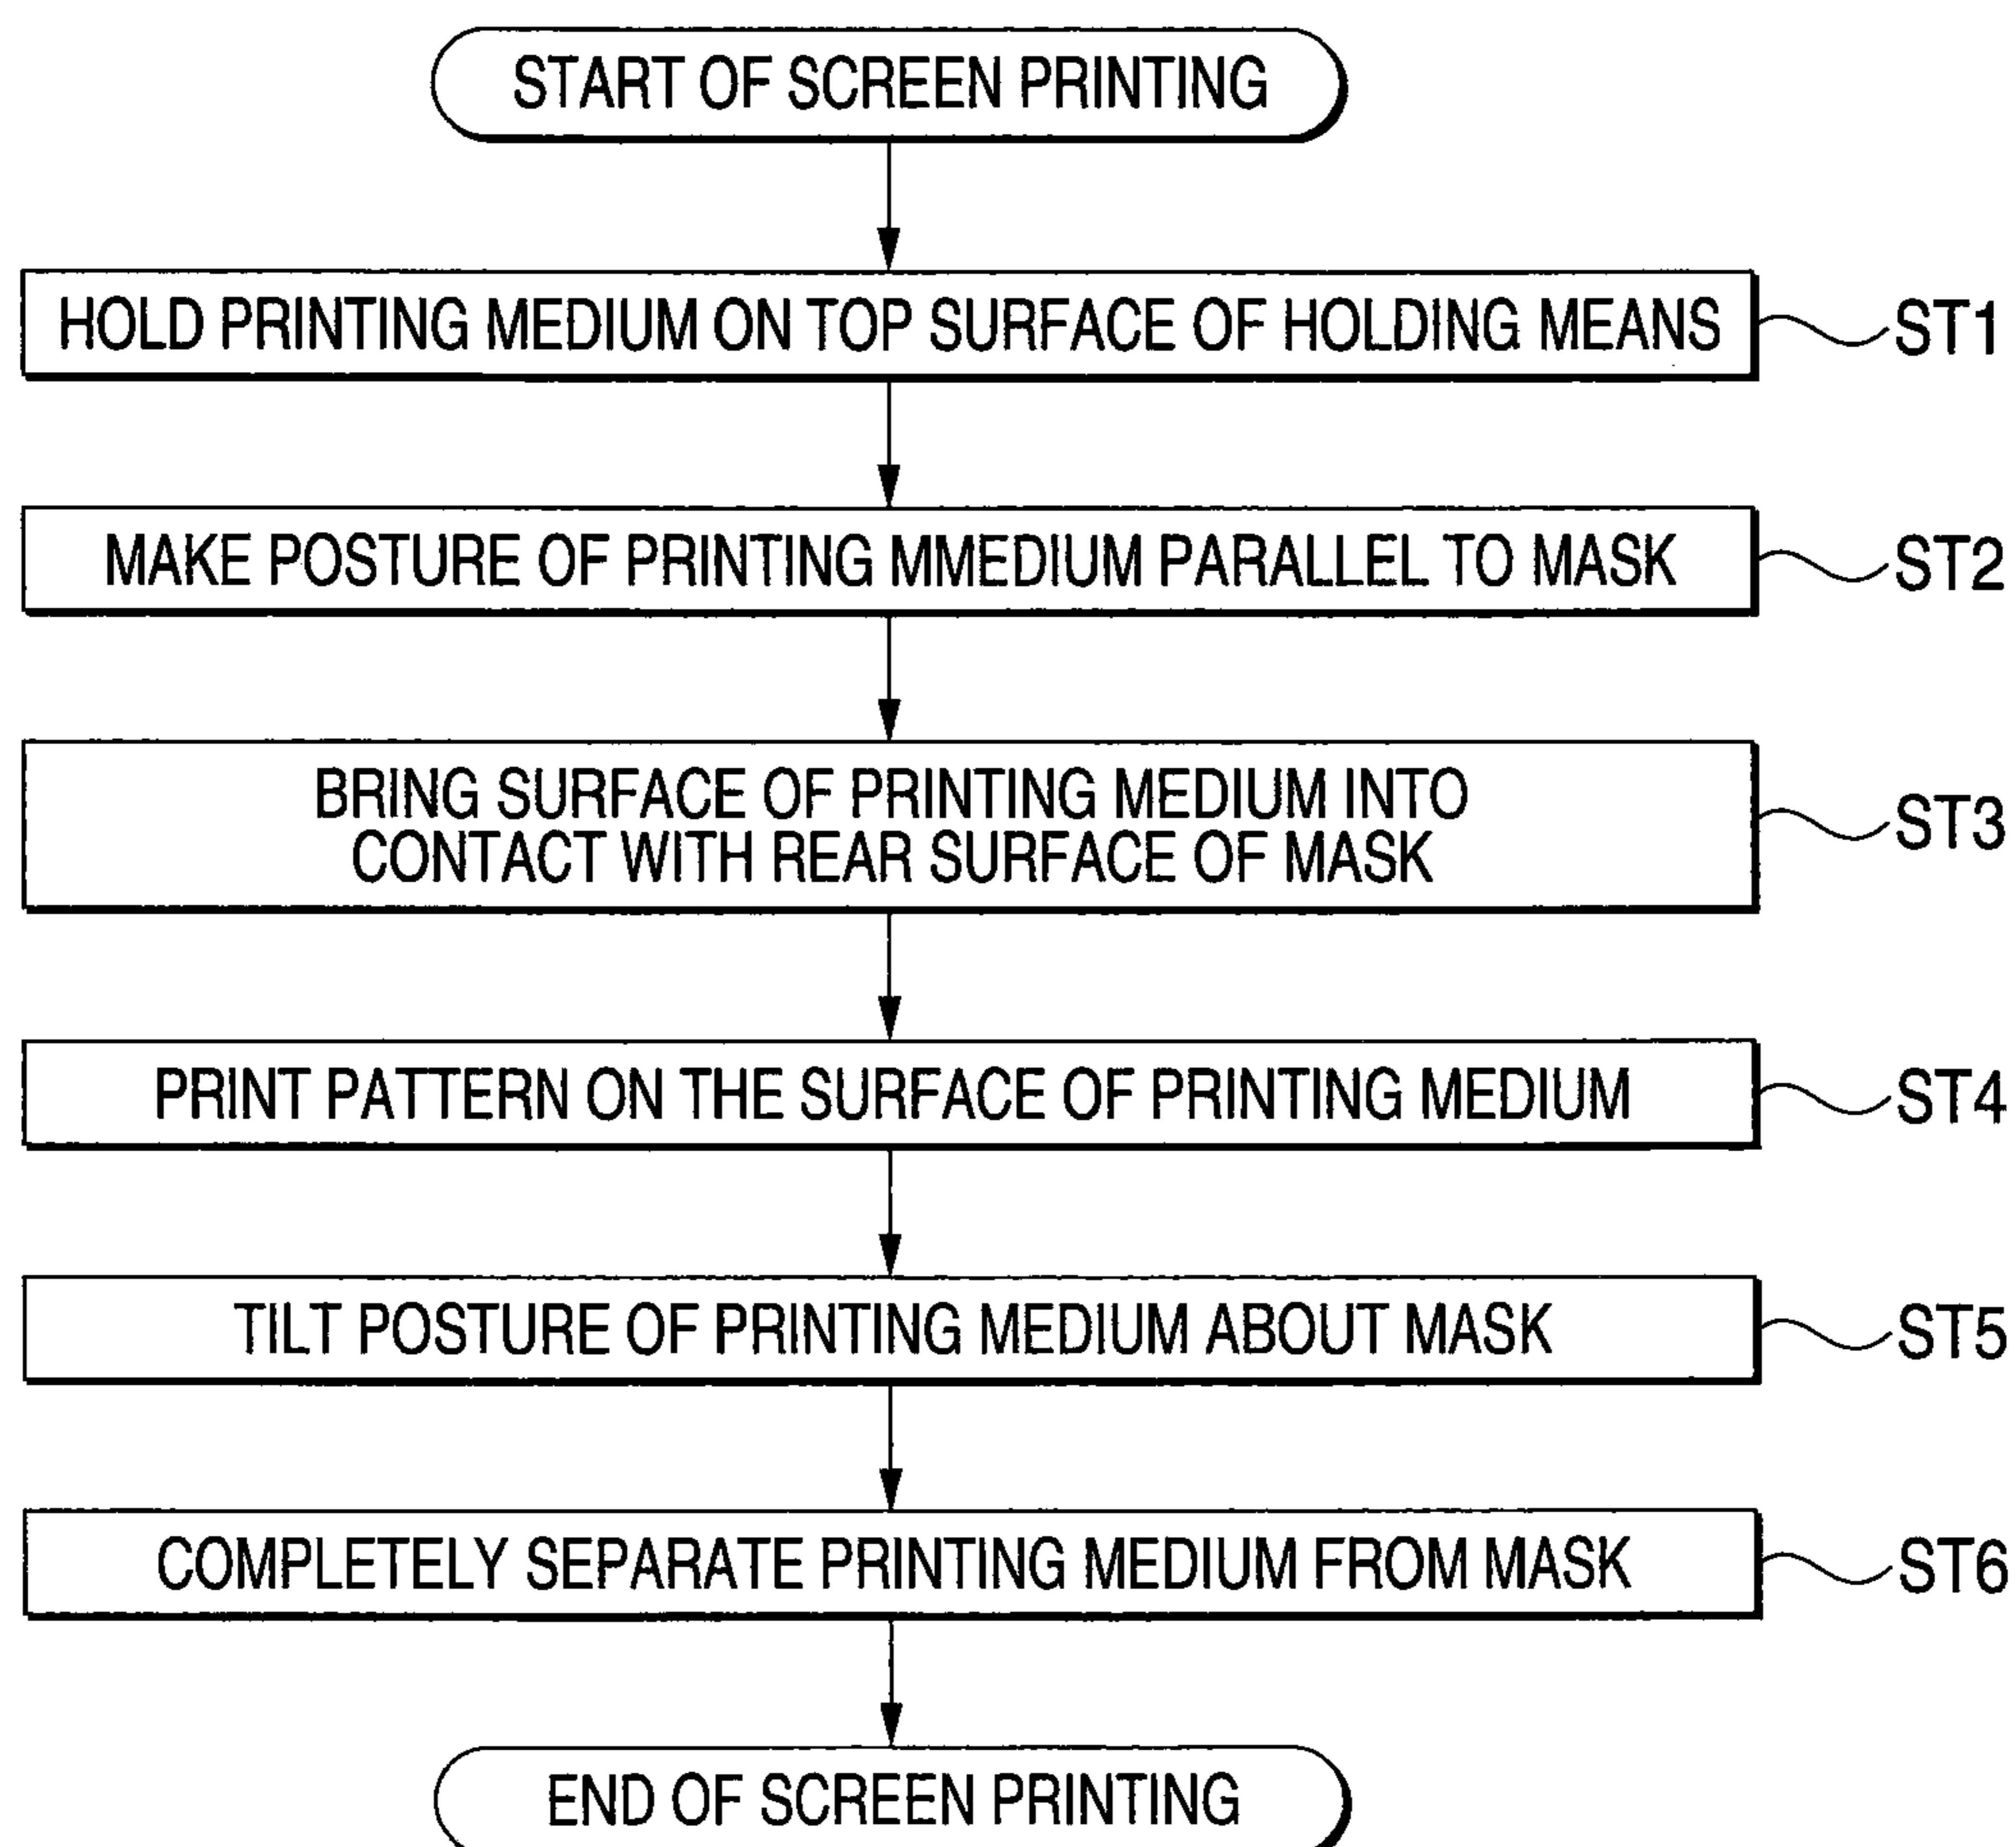 START OF SCREEN PRINTING
HOLD PRINTING MEDIUM ON TOP SURFACE OF HOLDING MEANS
ST1
MAKE POSTURE OF PRINTING MMEDIUM PARALLEL TO MASK
ST2
BRING SURFACE OF PRINTING MEDIUM INTO
CONTACT WITH REAR SURFACE OF MASK
ST3
PRINT PATTERN ON THE SURFACE OF PRINTING MEDIUM
ST4
TILT POSTURE OF PRINTING MEDIUM ABOUT MASK
ST5
COMPLETELY SEPARATE PRINTING MEDIUM FROM MASK
ST6
END OF SCREEN PRINTING